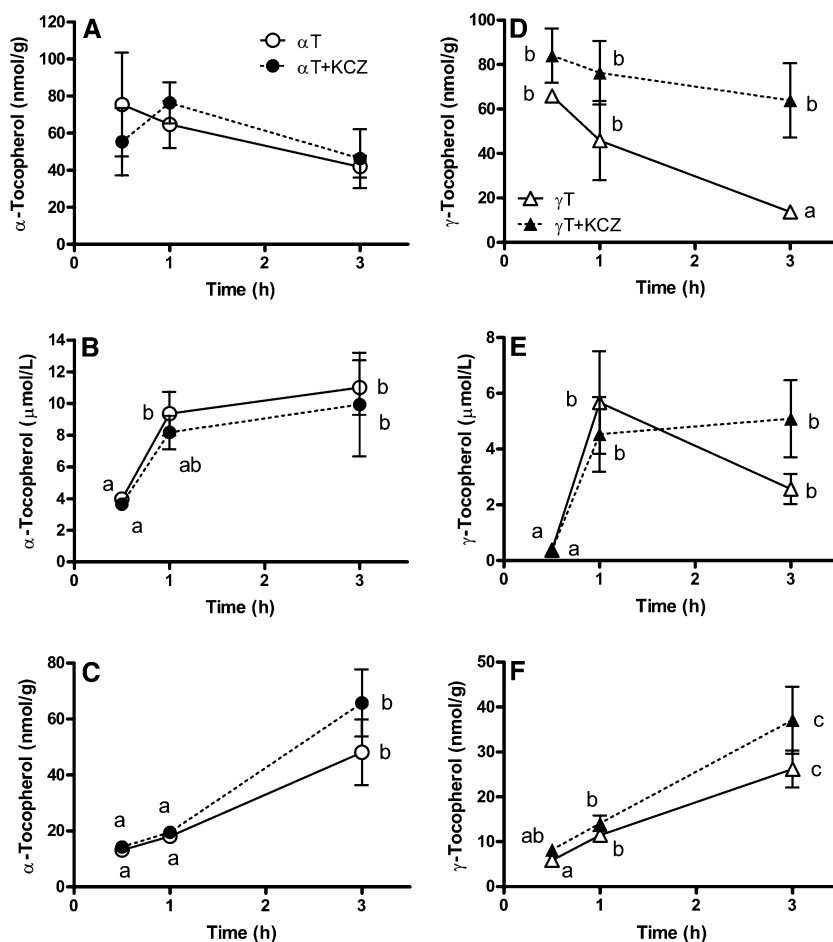 A
αT
αT+KCZ
α-Tocopherol (nmol/g)
120
100
80
60
40
20
0
0 1 2 3
Time (h)
D
γT
γT+KCZ
γ-Tocopherol (nmol/g)
100
80
60
40
20
0
b
b
b
b
b
a
0 1 2 3
Time (h)
B
α-Tocopherol (μmol/L)
14
12
10
8
6
4
2
0
a
a
b
ab
b
b
0 1 2 3
Time (h)
E
γ-Tocopherol (μmol/L)
8
6
4
2
0
a
a
b
b
b
b
0 1 2 3
Time (h)
C
α-Tocopherol (nmol/g)
80
60
40
20
0
a
a
a
a
b
b
0 1 2 3
Time (h)
F
γ-Tocopherol (nmol/g)
50
40
30
20
10
0
ab
a
b
b
c
c
0 1 2 3
Time (h)